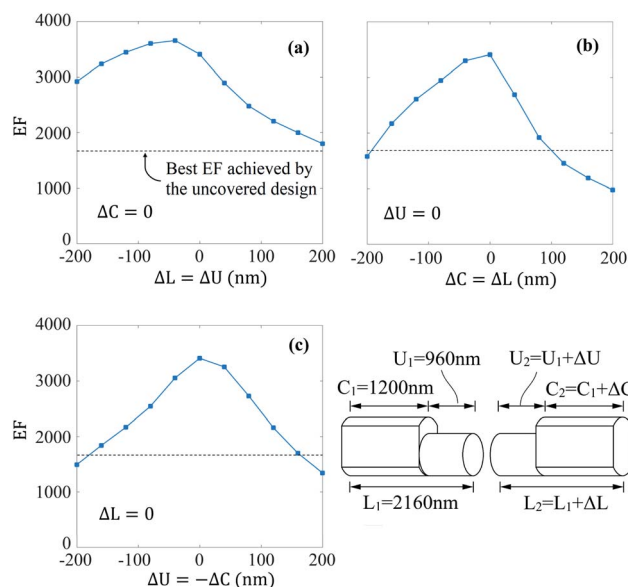 4000
3000
2000
1000
0
EF
(a)
Best EF achieved by
the uncovered design
ΔC = 0
-200
-100
0
100
200
ΔL = ΔU (nm)
(b)
ΔU = 0
-200
-100
0
100
200
ΔC = ΔL (nm)
4000
3000
2000
1000
0
EF
(c)
ΔL = 0
-200
-100
0
100
200
ΔU = −ΔC (nm)
U₁=960nm
U₂=U₁+ΔU
C₁=1200nm
C₂=C₁+ΔC
L₁=2160nm
L₂=L₁+ΔL